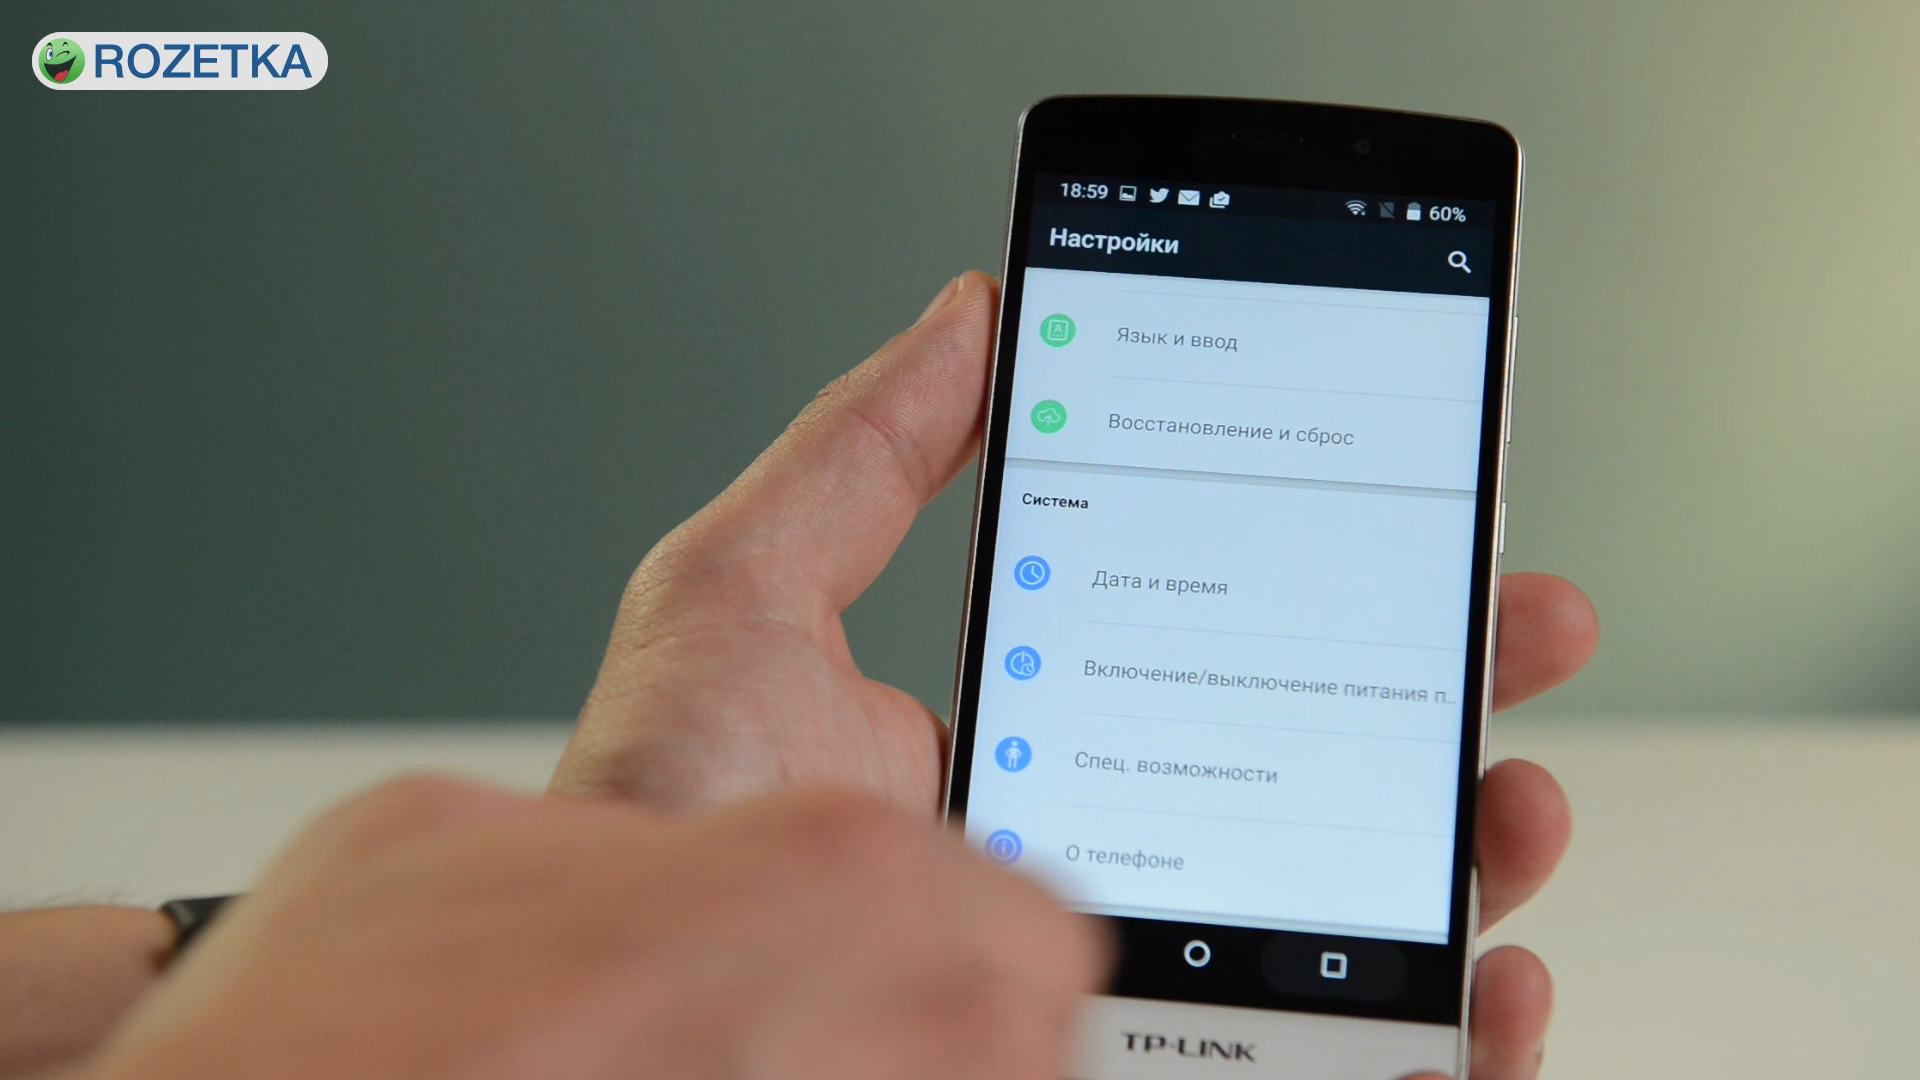 ROZETKA
18:59
60%
Настройки
Язык и ввод
Восстановление и сброс
Система
Дата и время
Включение/выключение питания п..
Спец. возможности
О телефоне
TP-LINK